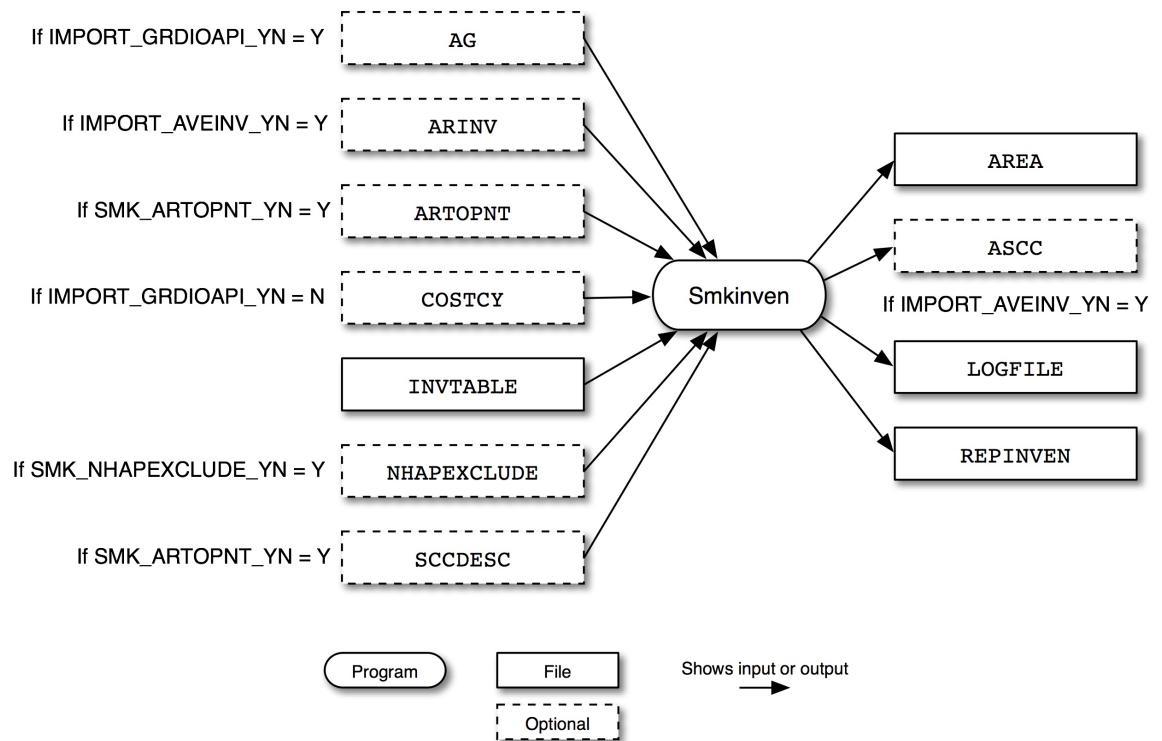 If IMPORT_GRDIOAPI_YN = Y
AG
If IMPORT_AVEINV_YN = Y
ARINV
If SMK_ARTOPNT_YN = Y
ARTOPNT
If IMPORT_GRDIOAPI_YN = N
COSTCY
INVTABLE
If SMK_NHAPEXCLUDE_YN = Y
NHAPEXCLUDE
If SMK_ARTOPNT_YN = Y
SCCDESC
Smkinven
AREA
ASCC
If IMPORT_AVEINV_YN = Y
LOGFILE
REPINVEN
Program
File
Optional
Shows input or output